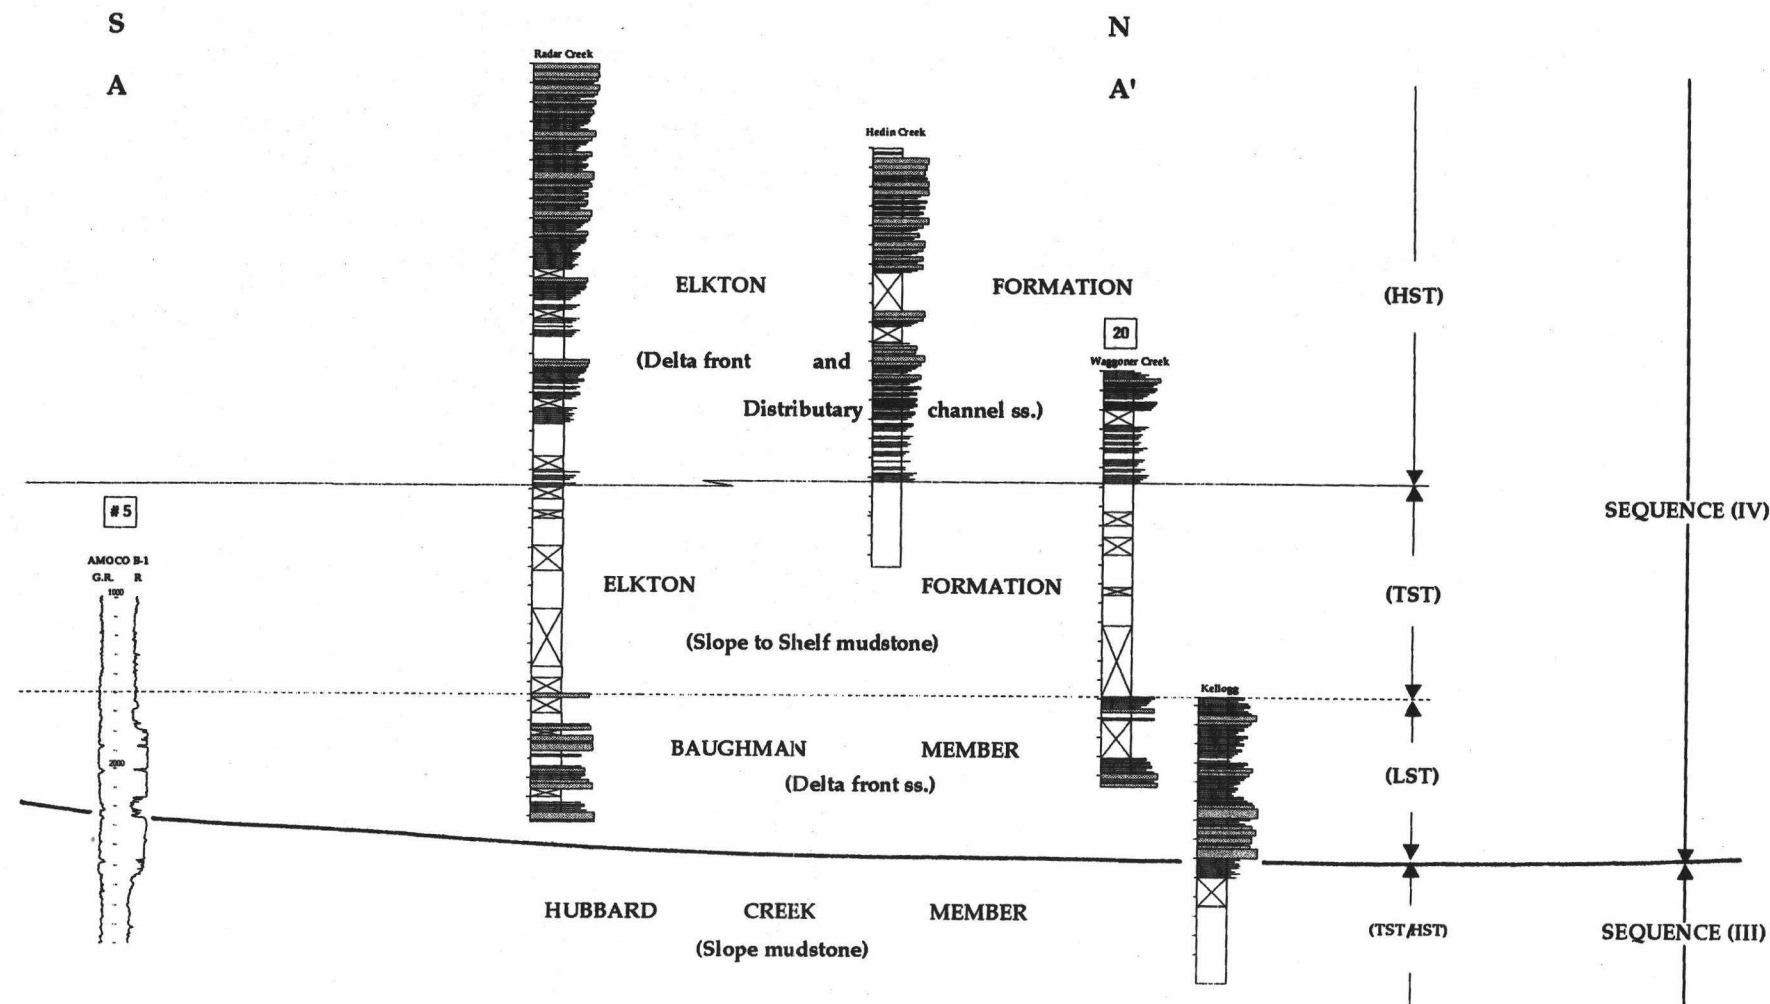 S
N
A
A'
Radar Creek
Hedin Creek
ELKTON FORMATION
(HST)
20
Waggoner Creek
(Delta front and
Distributary channel ss.)
# 5
SEQUENCE (IV)
AMOCO B-1
G.R. R
1000
ELKTON FORMATION
(TST)
(Slope to Shelf mudstone)
Kellogg
BAUGHMAN MEMBER
2000
(Delta front ss.)
(LST)
HUBBARD CREEK MEMBER
(TST/HST)
SEQUENCE (III)
(Slope mudstone)